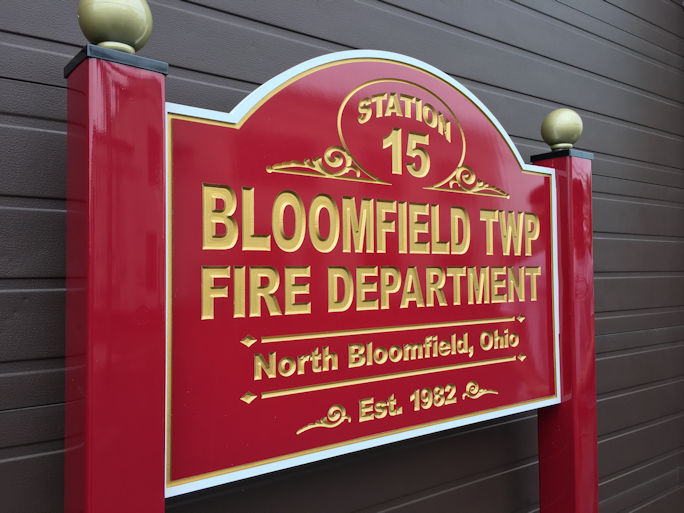 STATION
15
BLOOMFIELD TWP
FIRE DEPARTMENT
North Bloomfield, Ohio
Est. 1982